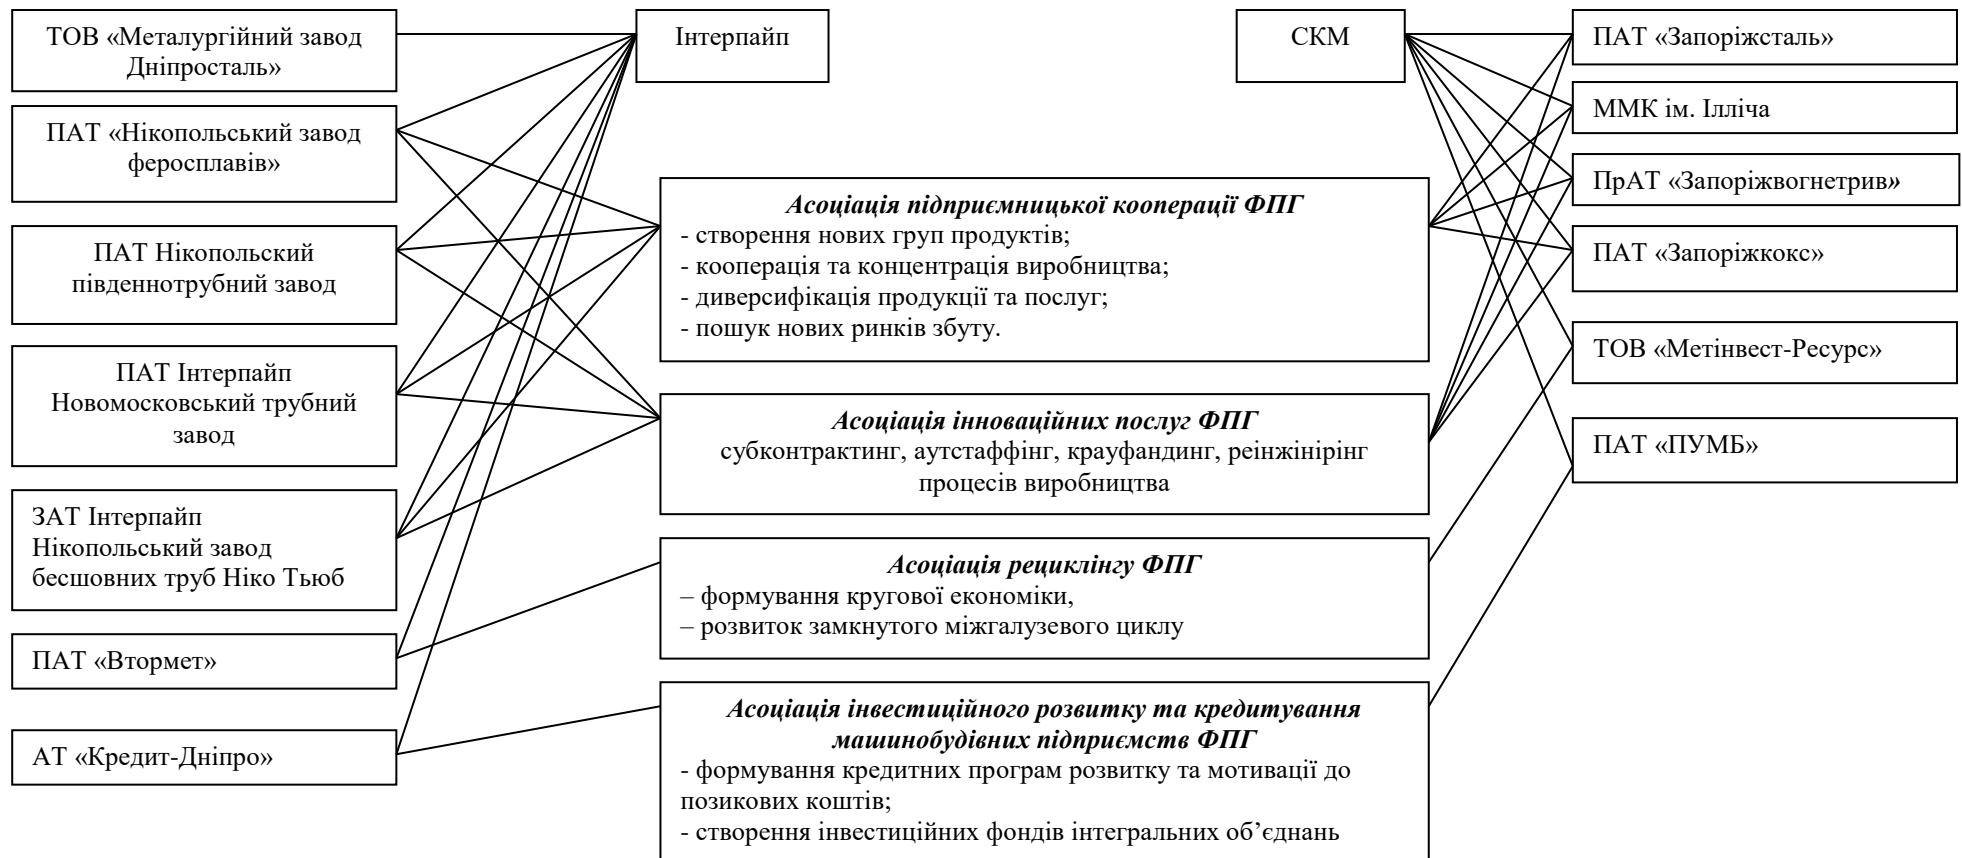 ТОВ «Металургійний завод
Дніпросталь»
Інтерпайп
СКМ
ПАТ «Запоріжсталь»
ПАТ «Нікопольський завод
феросплавів»
ММК ім. Ілліча
ПрАТ «Запоріжвогнетрив»
ПАТ Нікопольский
південнотрубний завод
ПАТ «Запоріжкокс»
ПАТ Інтерпайп
Новомосковський трубний
завод
ТОВ «Метінвест-Ресурс»
ЗАТ Інтерпайп
Нікопольський завод
бесшовних труб Ніко Тьюб
ПАТ «ПУМБ»
ПАТ «Втормет»
АТ «Кредит-Дніпро»
Асоціація підприємницької кооперації ФПГ
- створення нових груп продуктів;
- кооперація та концентрація виробництва;
- диверсифікація продукції та послуг;
- пошук нових ринків збуту.
Асоціація інноваційних послуг ФПГ
субконтрактинг, аутстаффінг, крауфандинг, реінжінірінг
процесів виробництва
Асоціація рециклінгу ФПГ
– формування кругової економіки,
– розвиток замкнутого міжгалузевого циклу
Асоціація інвестиційного розвитку та кредитування
машинобудівних підприємств ФПГ
- формування кредитних програм розвитку та мотивації до
позикових коштів;
- створення інвестиційних фондів інтегральних об’єднань